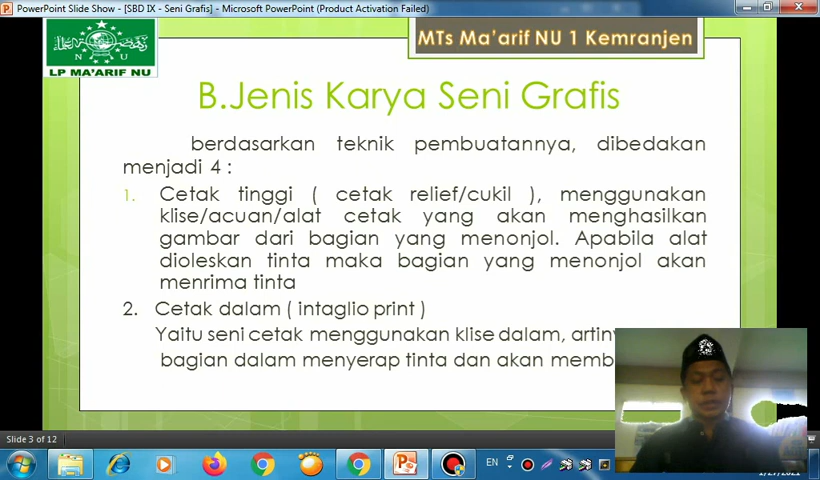 PowerPoint Slide Show - [SBD IX - Seni Grafis] - Microsoft PowerPoint (Product Activation Failed)
N U
LP MA'ARIF NU
MTs Ma'arif NU 1 Kemranjen
B.Jenis Karya Seni Grafis
berdasarkan teknik pembuatannya, dibedakan
menjadi 4 :
1. Cetak tinggi ( cetak relief/cukil ), menggunakan
klise/acuan/alat cetak yang akan menghasilkan
gambar dari bagian yang menonjol. Apabila alat
dioleskan tinta maka bagian yang menonjol akan
menrima tinta
2. Cetak dalam ( intaglio print )
Yaitu seni cetak menggunakan klise dalam,
bagian dalam menyerap tinta dan akan
Slide 3 of 12
EN
1/27/2021